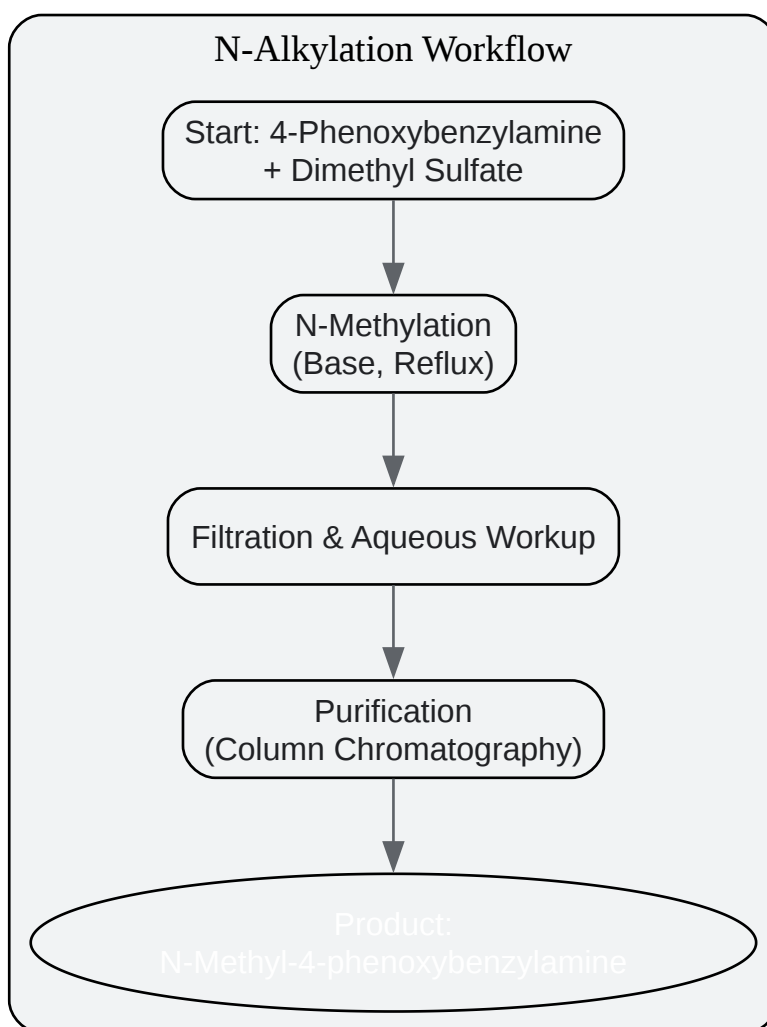 N-Alkylation Workflow
Start: 4-Phenoxybenzylamine
+ Dimethyl Sulfate
N-Methylation
(Base, Reflux)
Filtration & Aqueous Workup
Purification
(Column Chromatography)
Product:
N-Methyl-4-phenoxybenzylamine